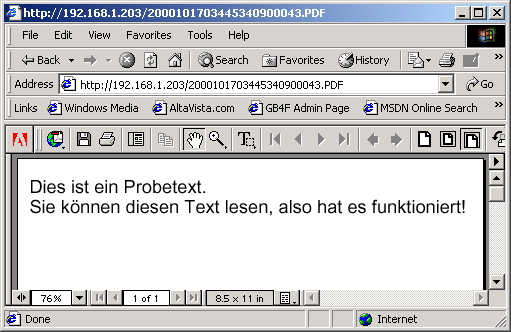 http://192.168.1.203/2000101703445340900043.PDF
File Edit View Favorites Tools Help
Back Search Favorites History
Address http://192.168.1.203/2000101703445340900043.PDF Go
Links Windows Media AltaVista.com GB4F Admin Page MSDN Online Search
Dies ist ein Probetext.
Sie können diesen Text lesen, also hat es funktioniert!
76% 1 of 1 8.5 x 11 in
Done Internet